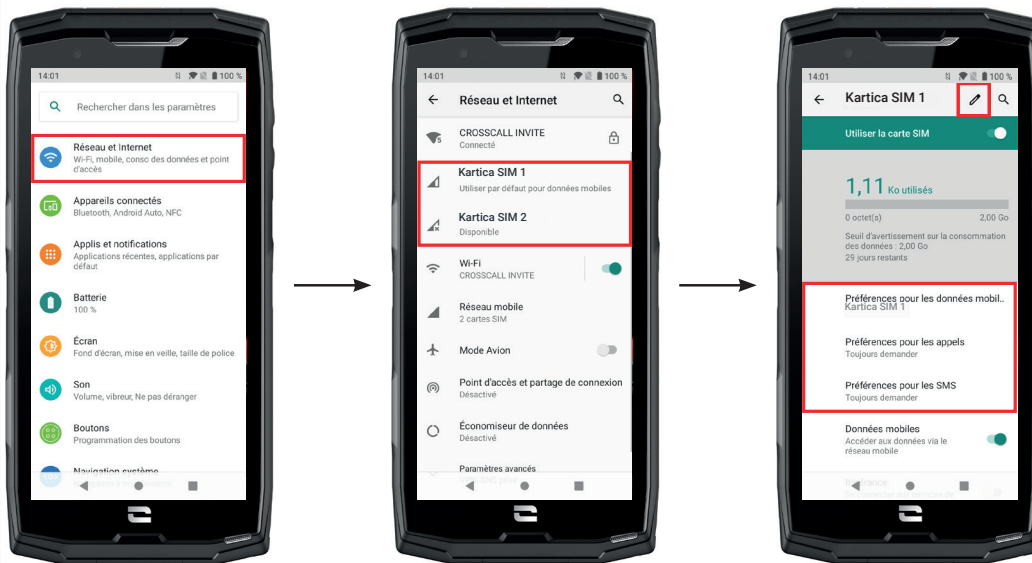 14:01
100 %
Rechercher dans les paramètres
Réseau et Internet
Wi-Fi, mobile, conso des données et point
d'accès
Appareils connectés
Bluetooth, Android Auto, NFC
Applis et notifications
Applications récentes, applications par
défaut
Batterie
100 %
Écran
Fond d'écran, mise en veille, taille de police
Son
Volume, vibreur, Ne pas déranger
Boutons
Programmation des boutons
Navigation système
14:01
100 %
Réseau et Internet
5
CROSSCALL INVITE
Connecté
Kartica SIM 1
Utiliser par défaut pour données mobiles
Kartica SIM 2
Disponible
Wi-Fi
CROSSCALL INVITE
Réseau mobile
2 cartes SIM
Mode Avion
Point d'accès et partage de connexion
Désactivé
Économiseur de données
Désactivé
Paramètres avancés
14:01
100 %
Kartica SIM 1
Utiliser la carte SIM
1,11 Ko utilisés
0 octet(s) 2,00 Go
Seuil d'avertissement sur la consommation
des données : 2,00 Go
29 jours restants
Préférences pour les données mobil..
Kartica SIM 1
Préférences pour les appels
Toujours demander
Préférences pour les SMS
Toujours demander
Données mobiles
Accéder aux données via le
réseau mobile
Itinérance